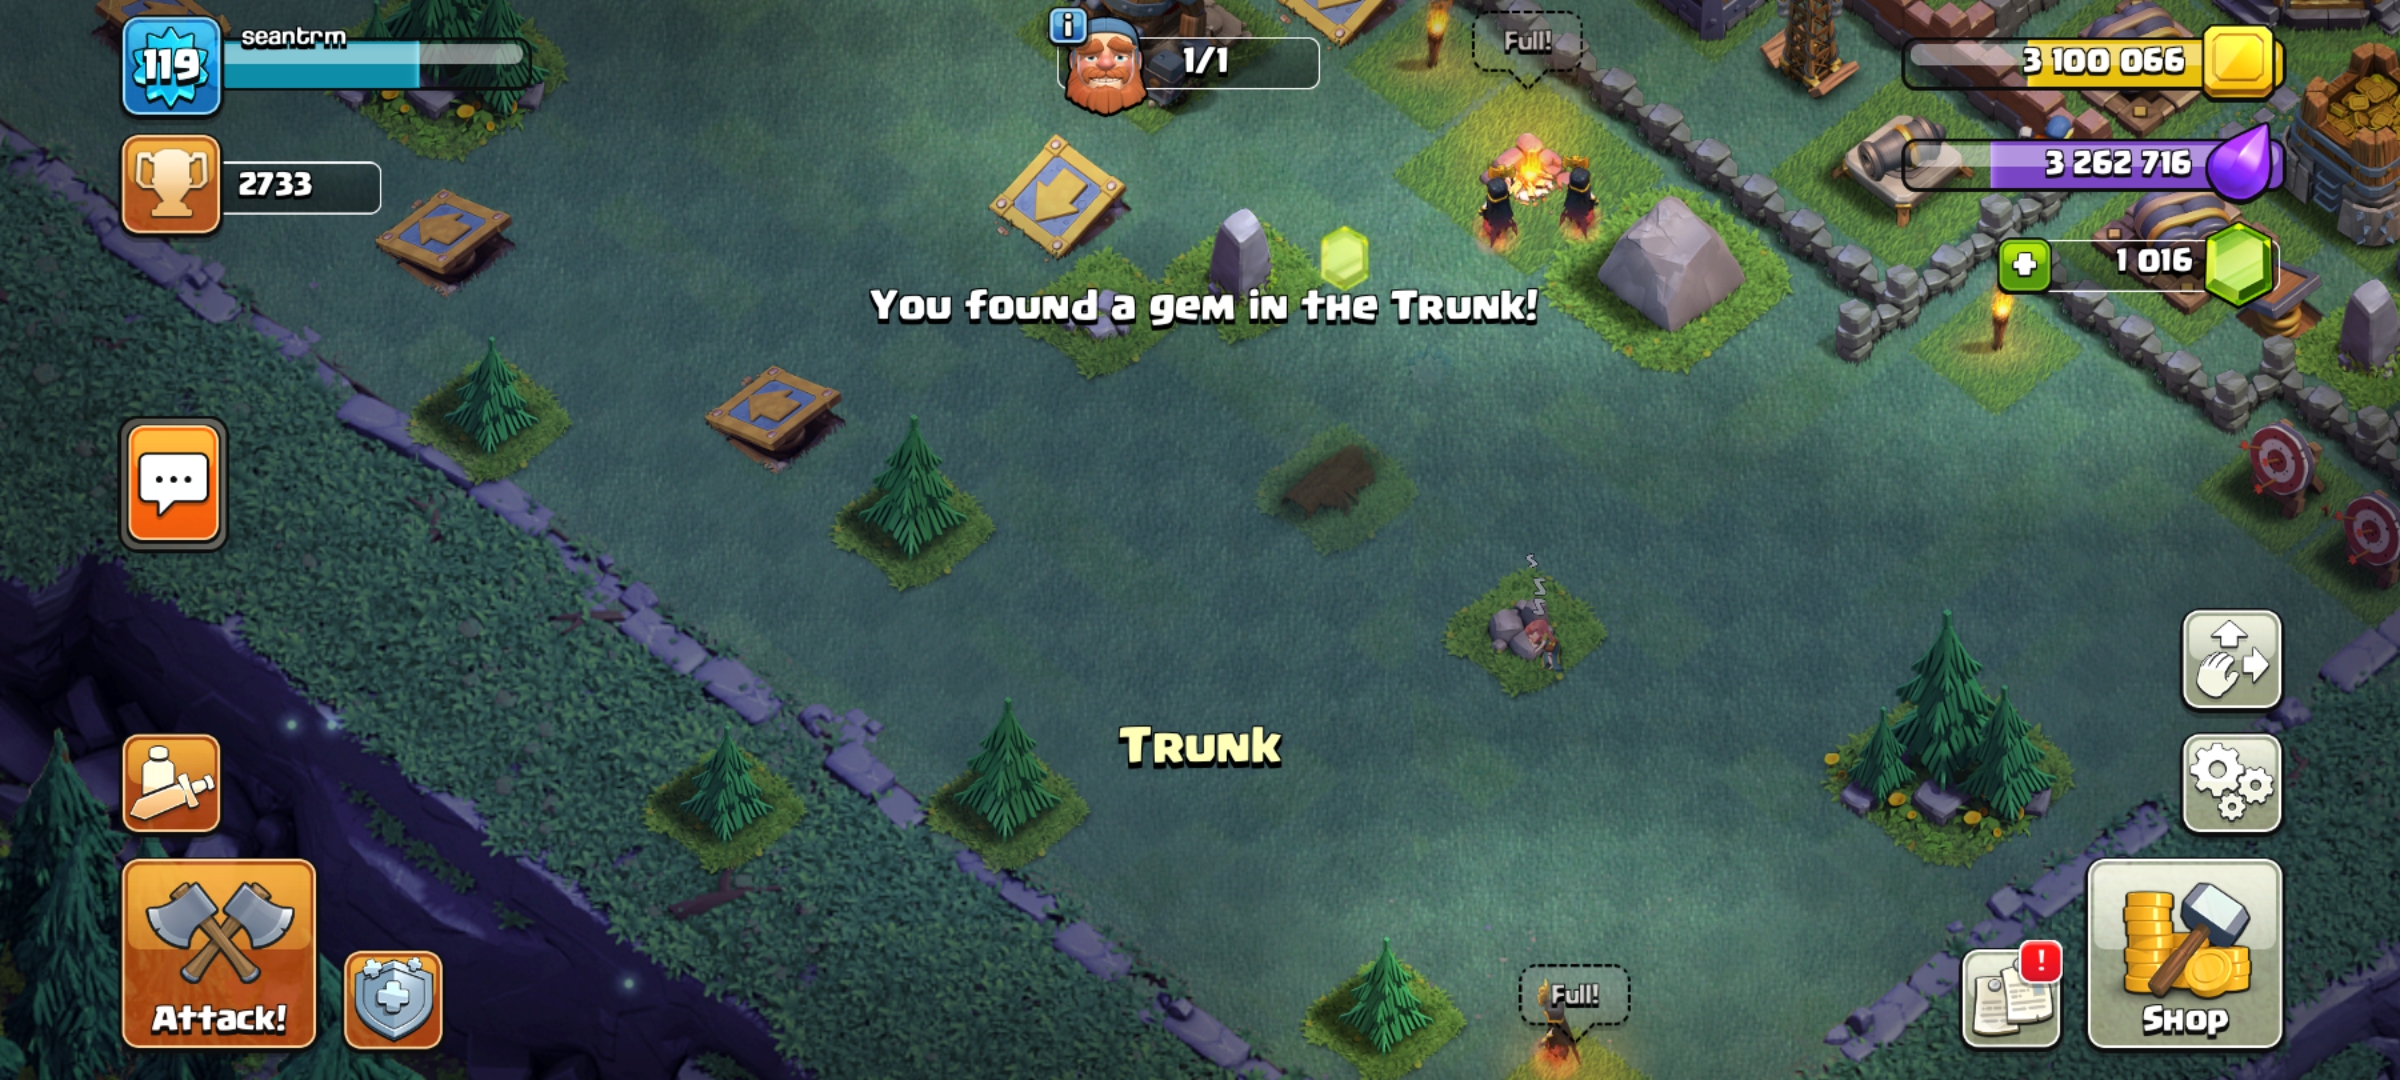 seantrm
119
1/1
Full!
3 100 066
2733
3 262 716
1 016
You found a gem in the Trunk!
Trunk
Full!
Attack!
Shop